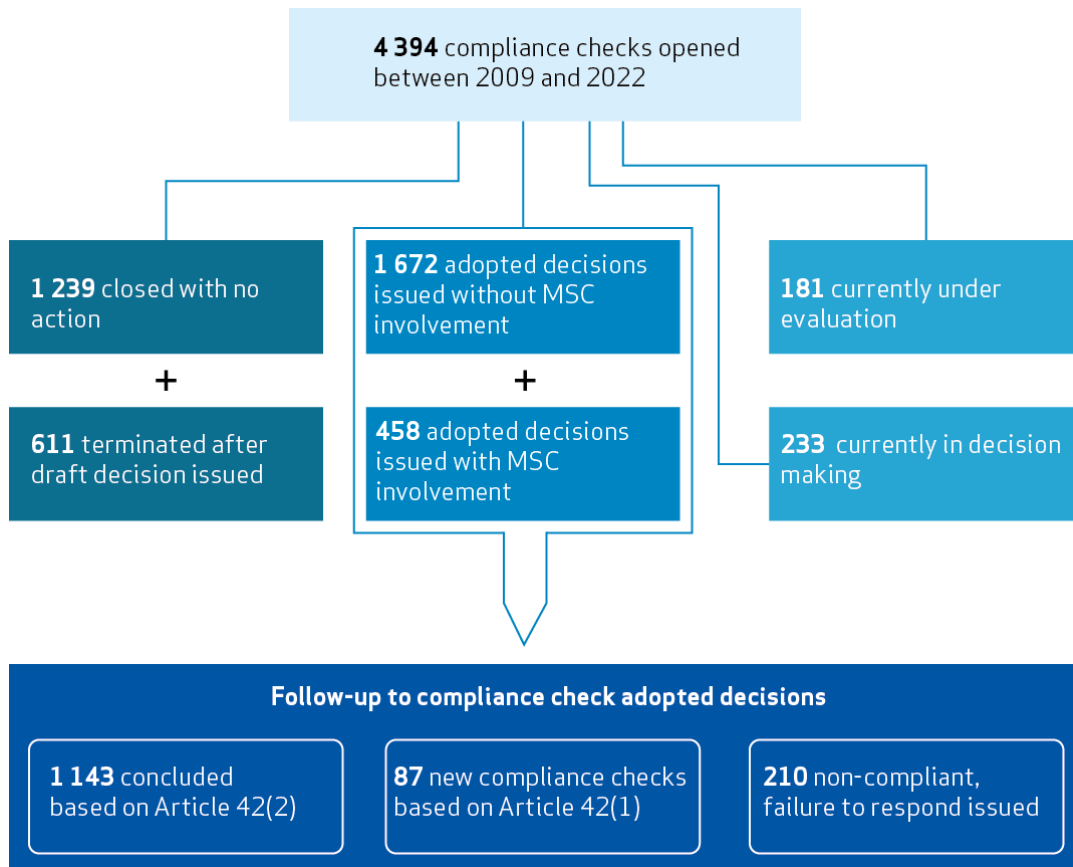 4 394 compliance checks opened
between 2009 and 2022
1 239 closed with no
action
+
611 terminated after
draft decision issued
1 672 adopted decisions
issued without MSC
involvement
+
458 adopted decisions
issued with MSC
involvement
181 currently under
evaluation
233 currently in decision
making
Follow-up to compliance check adopted decisions
1 143 concluded
based on Article 42(2)
87 new compliance checks
based on Article 42(1)
210 non-compliant,
failure to respond issued